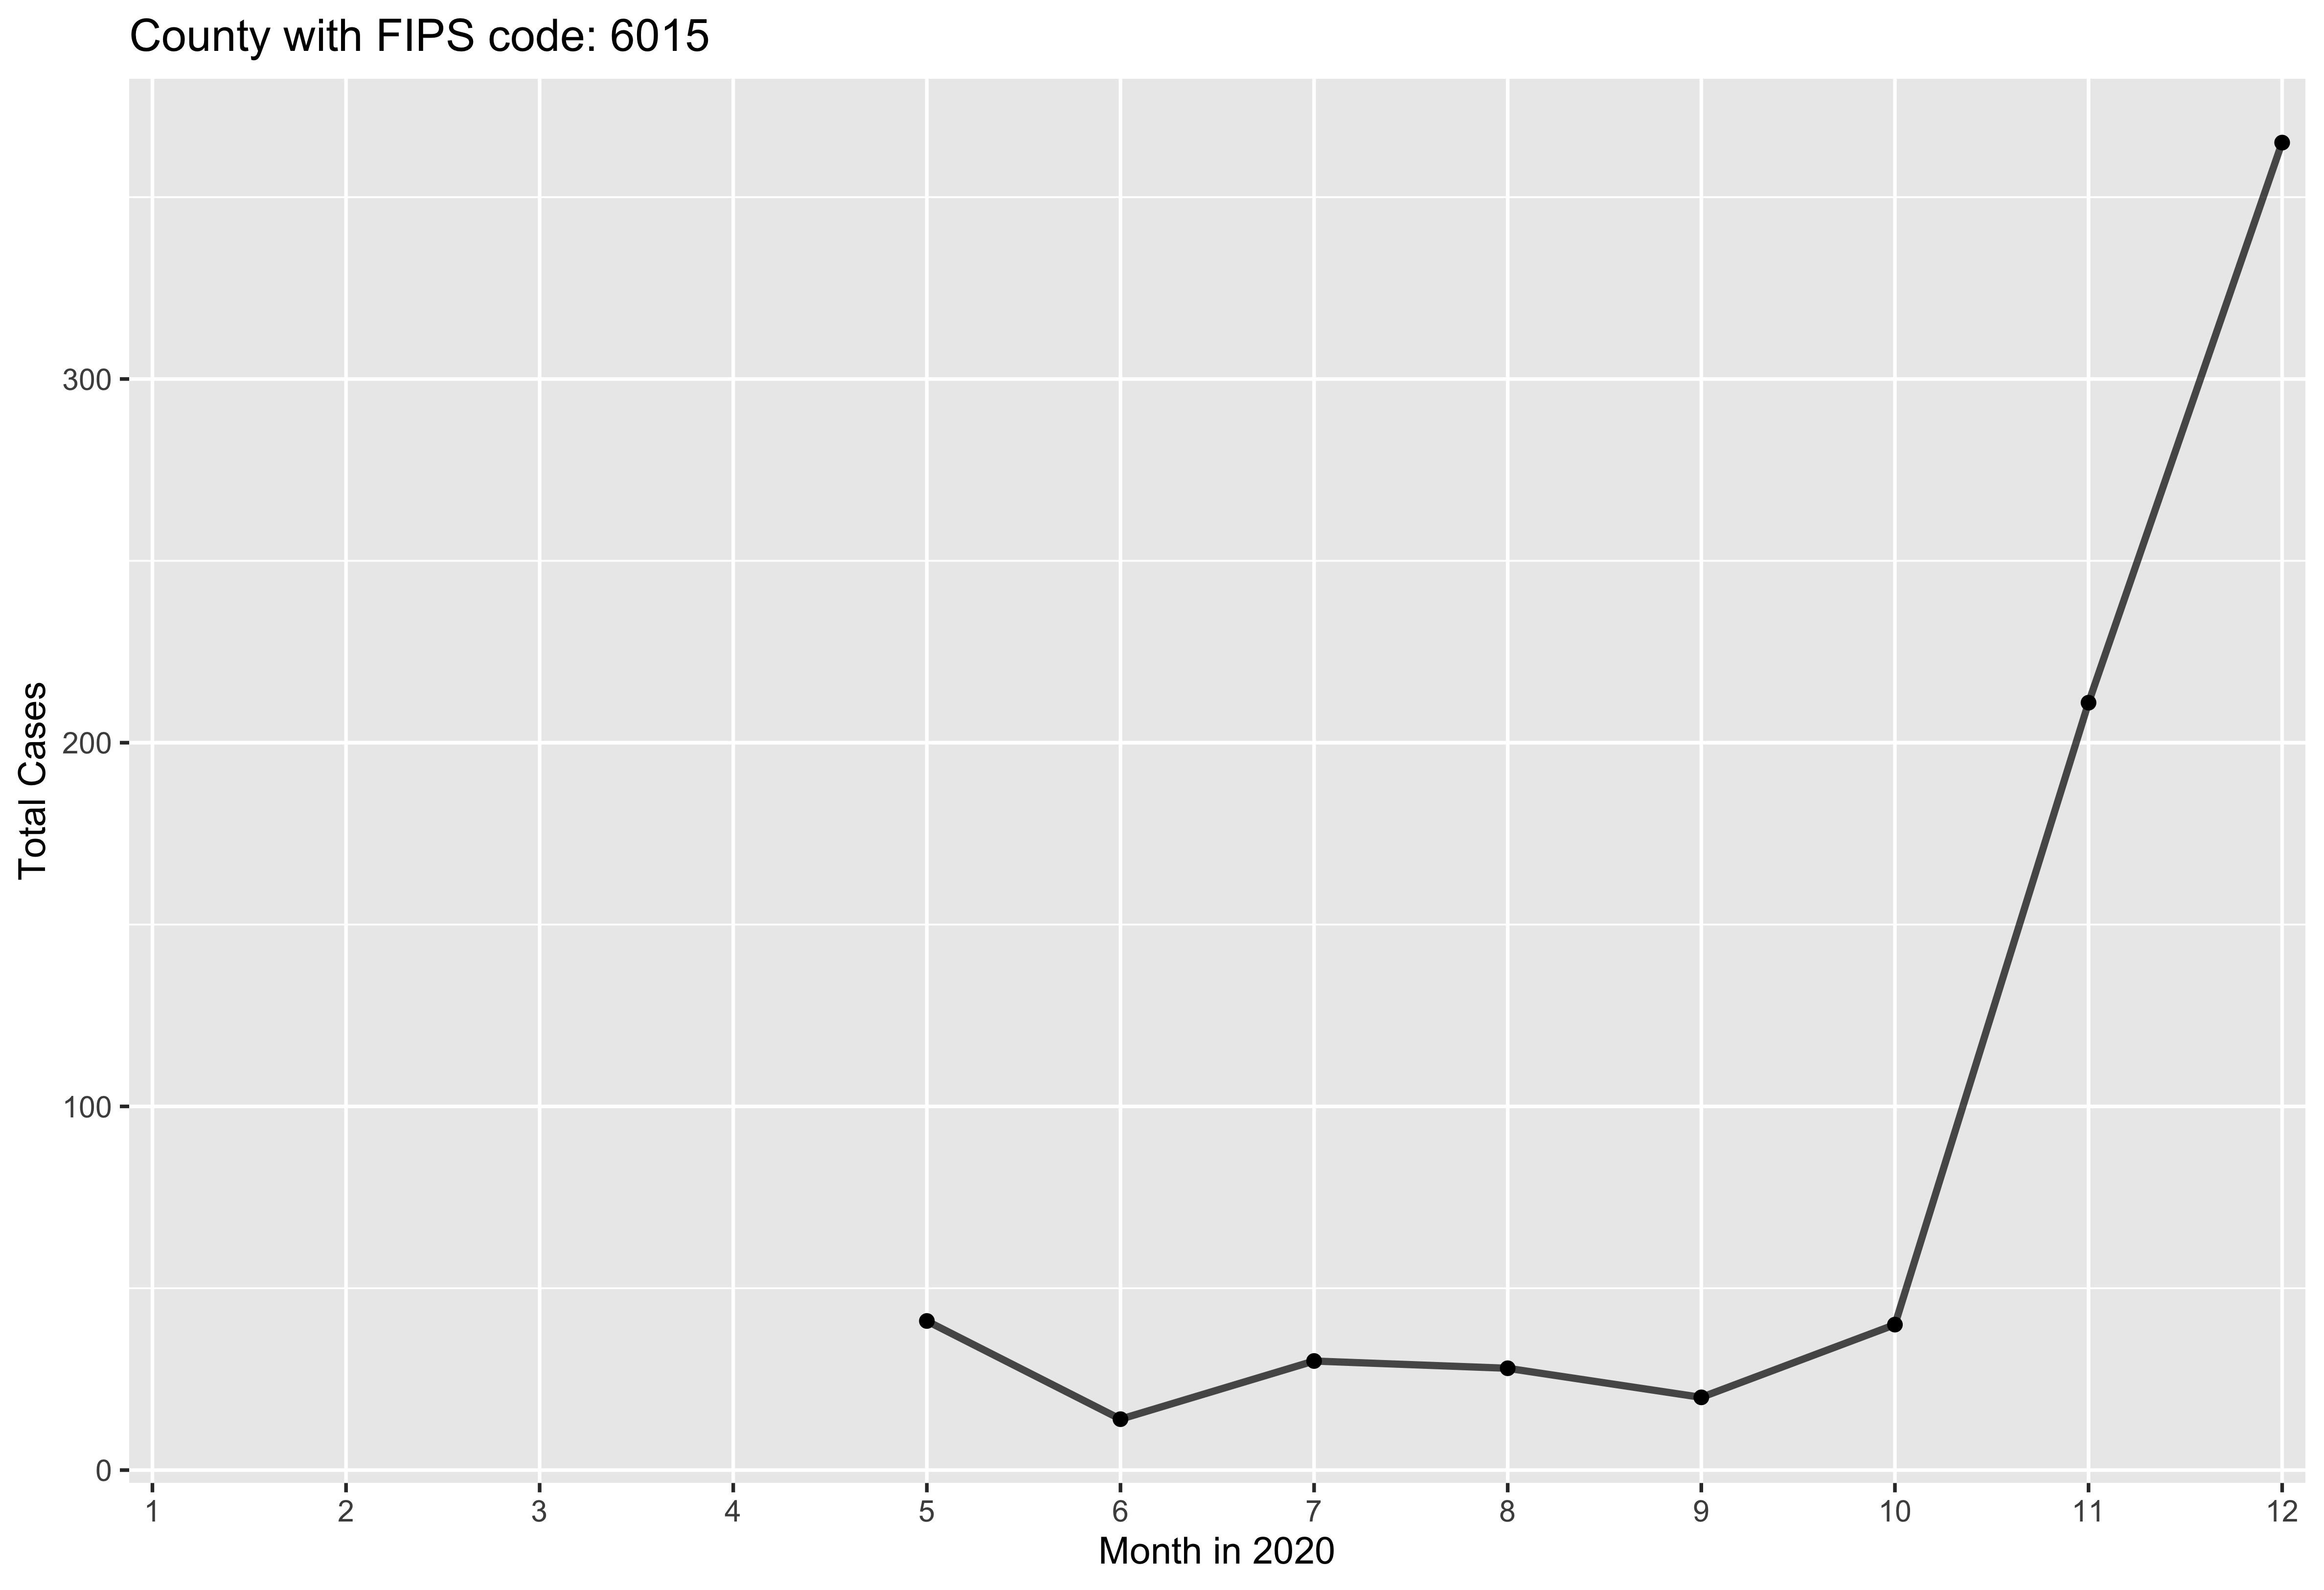 County with FIPS code: 6015
Total Cases
300
200
100
0
1 2 3 4 5 6 7 8 9 10 11 12
Month in 2020